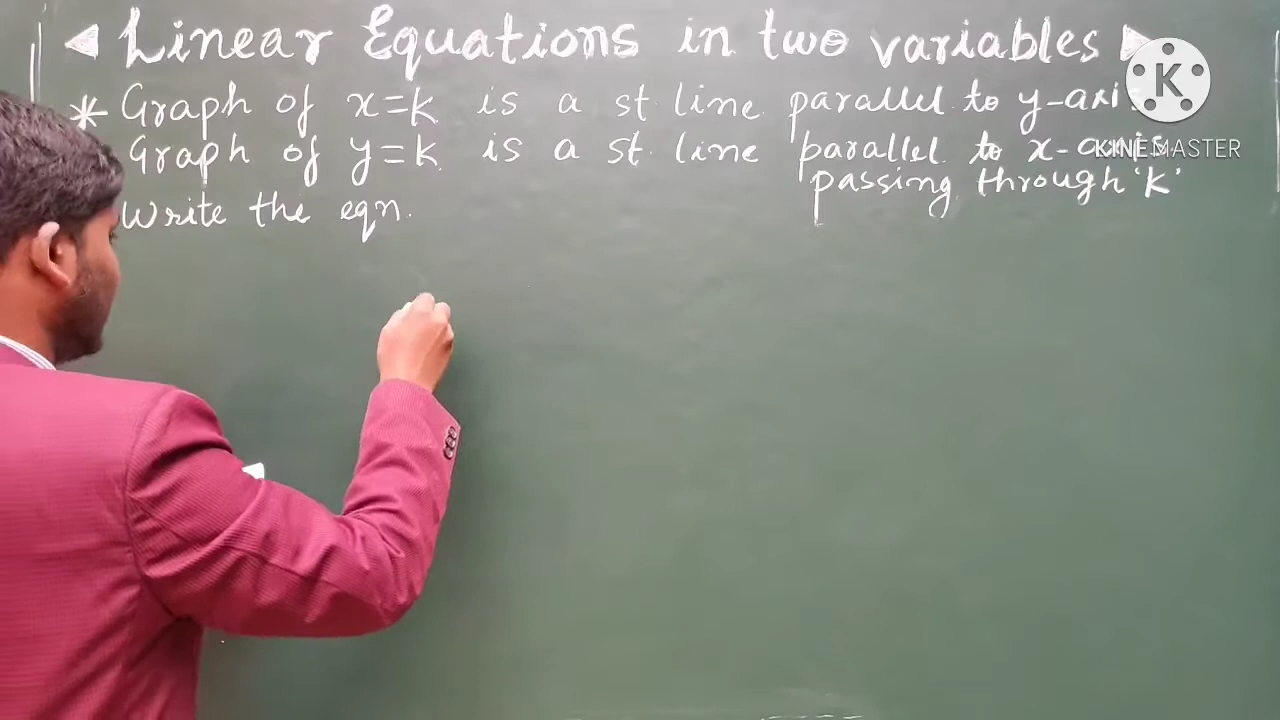 Linear Equations in two variables
* Graph of x=k is a st line parallel to y-axis
Graph of y=k is a st line parallel to x-axis
passing through 'K'
Write the eqn.
K
KINEMASTER